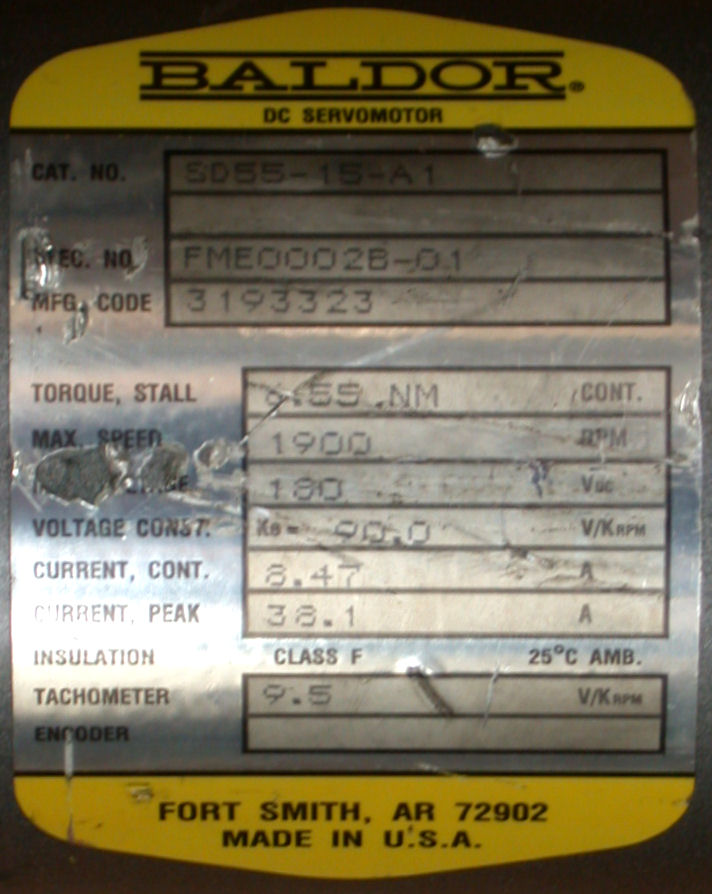 BALDOR®
DC SERVOMOTOR
CAT. NO. SD55-15-A1
SPEC. NO. FME0002B-01
MFG. CODE 3193323
TORQUE, STALL 6.55 NM CONT.
MAX. SPEED 1900 RPM
180 VDC
VOLTAGE CONST. KE = 90.0 V/KRPM
CURRENT, CONT. 8.47 A
CURRENT, PEAK 38.1 A
INSULATION CLASS F 25°C AMB.
TACHOMETER 9.5 V/KRPM
ENCODER
FORT SMITH, AR 72902
MADE IN U.S.A.